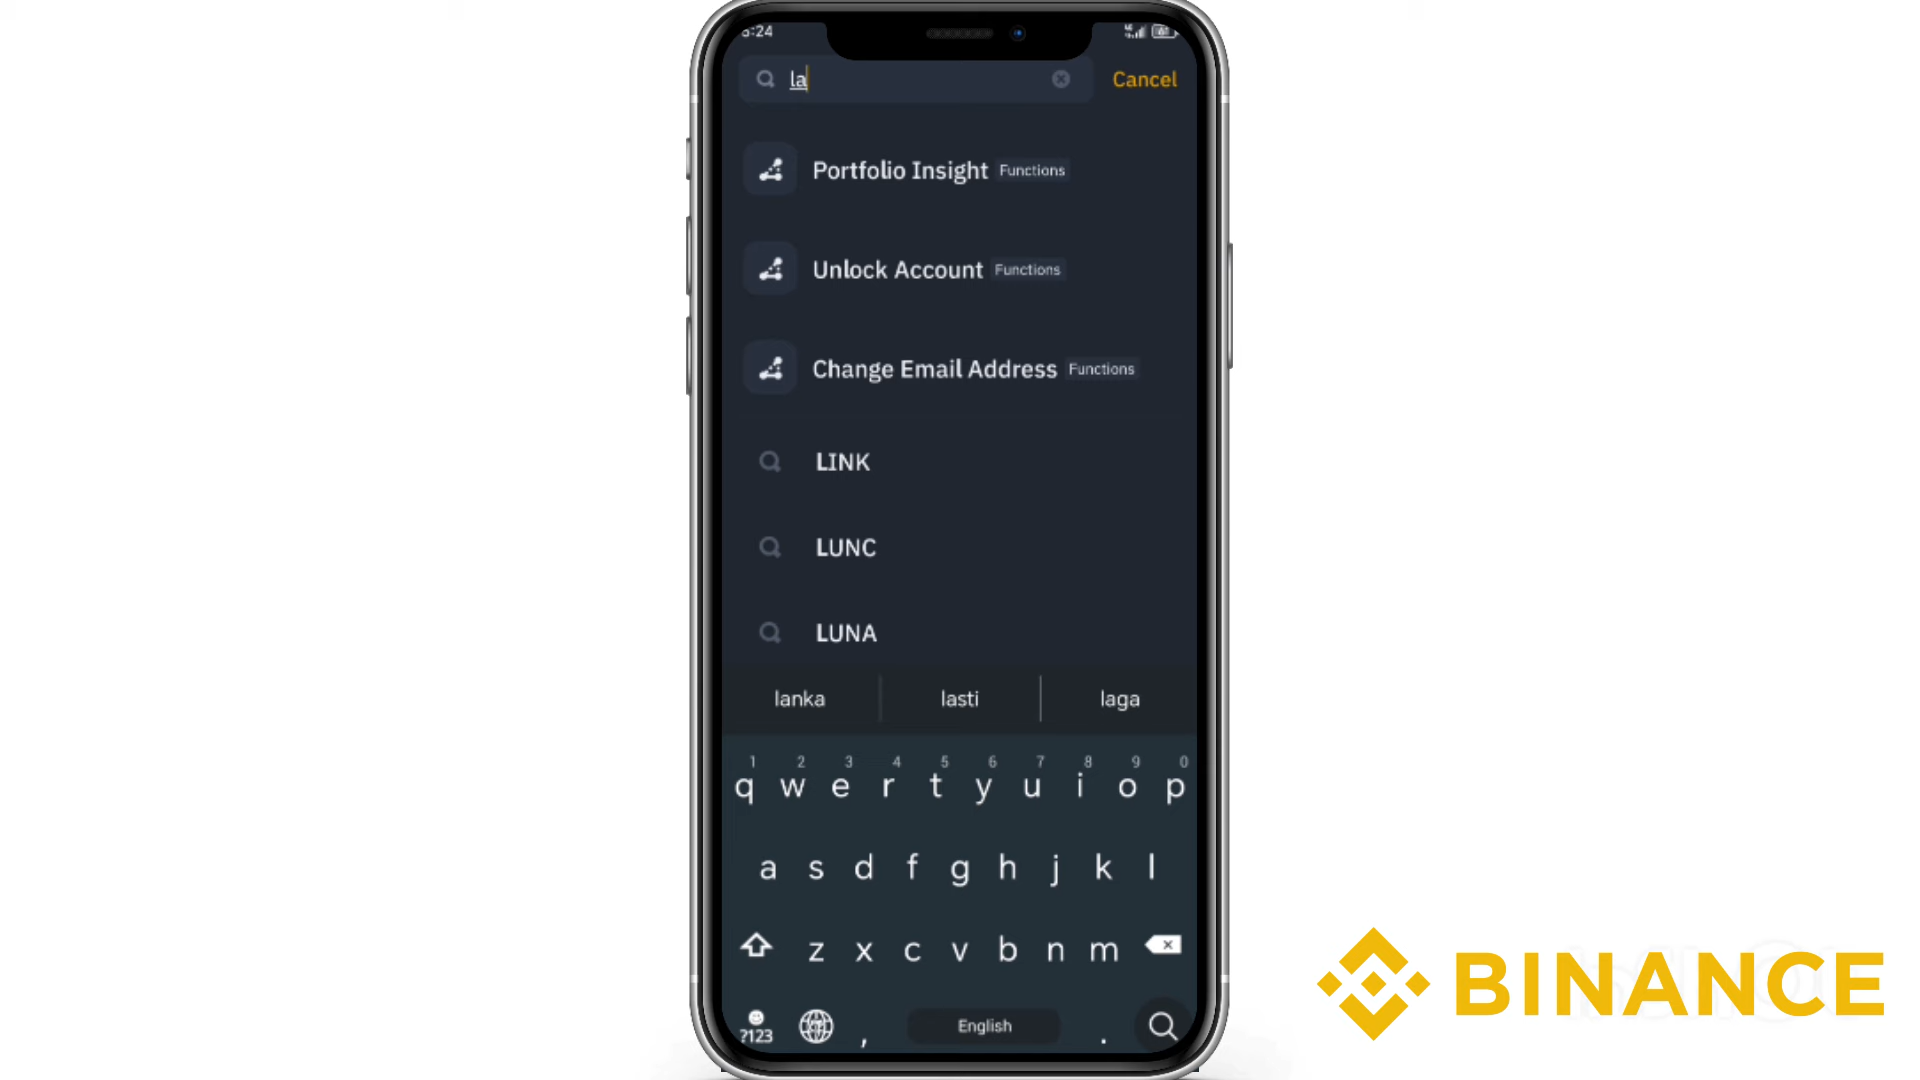 :24
la
Cancel
Portfolio Insight Functions
Unlock Account Functions
Change Email Address Functions
LINK
LUNC
LUNA
lanka lasti laga
1 2 3 4 5 6 7 8 9 0
q w e r t y u i o p
a s d f g h j k l
z x c v b n m
?123 , English .
BINANCE